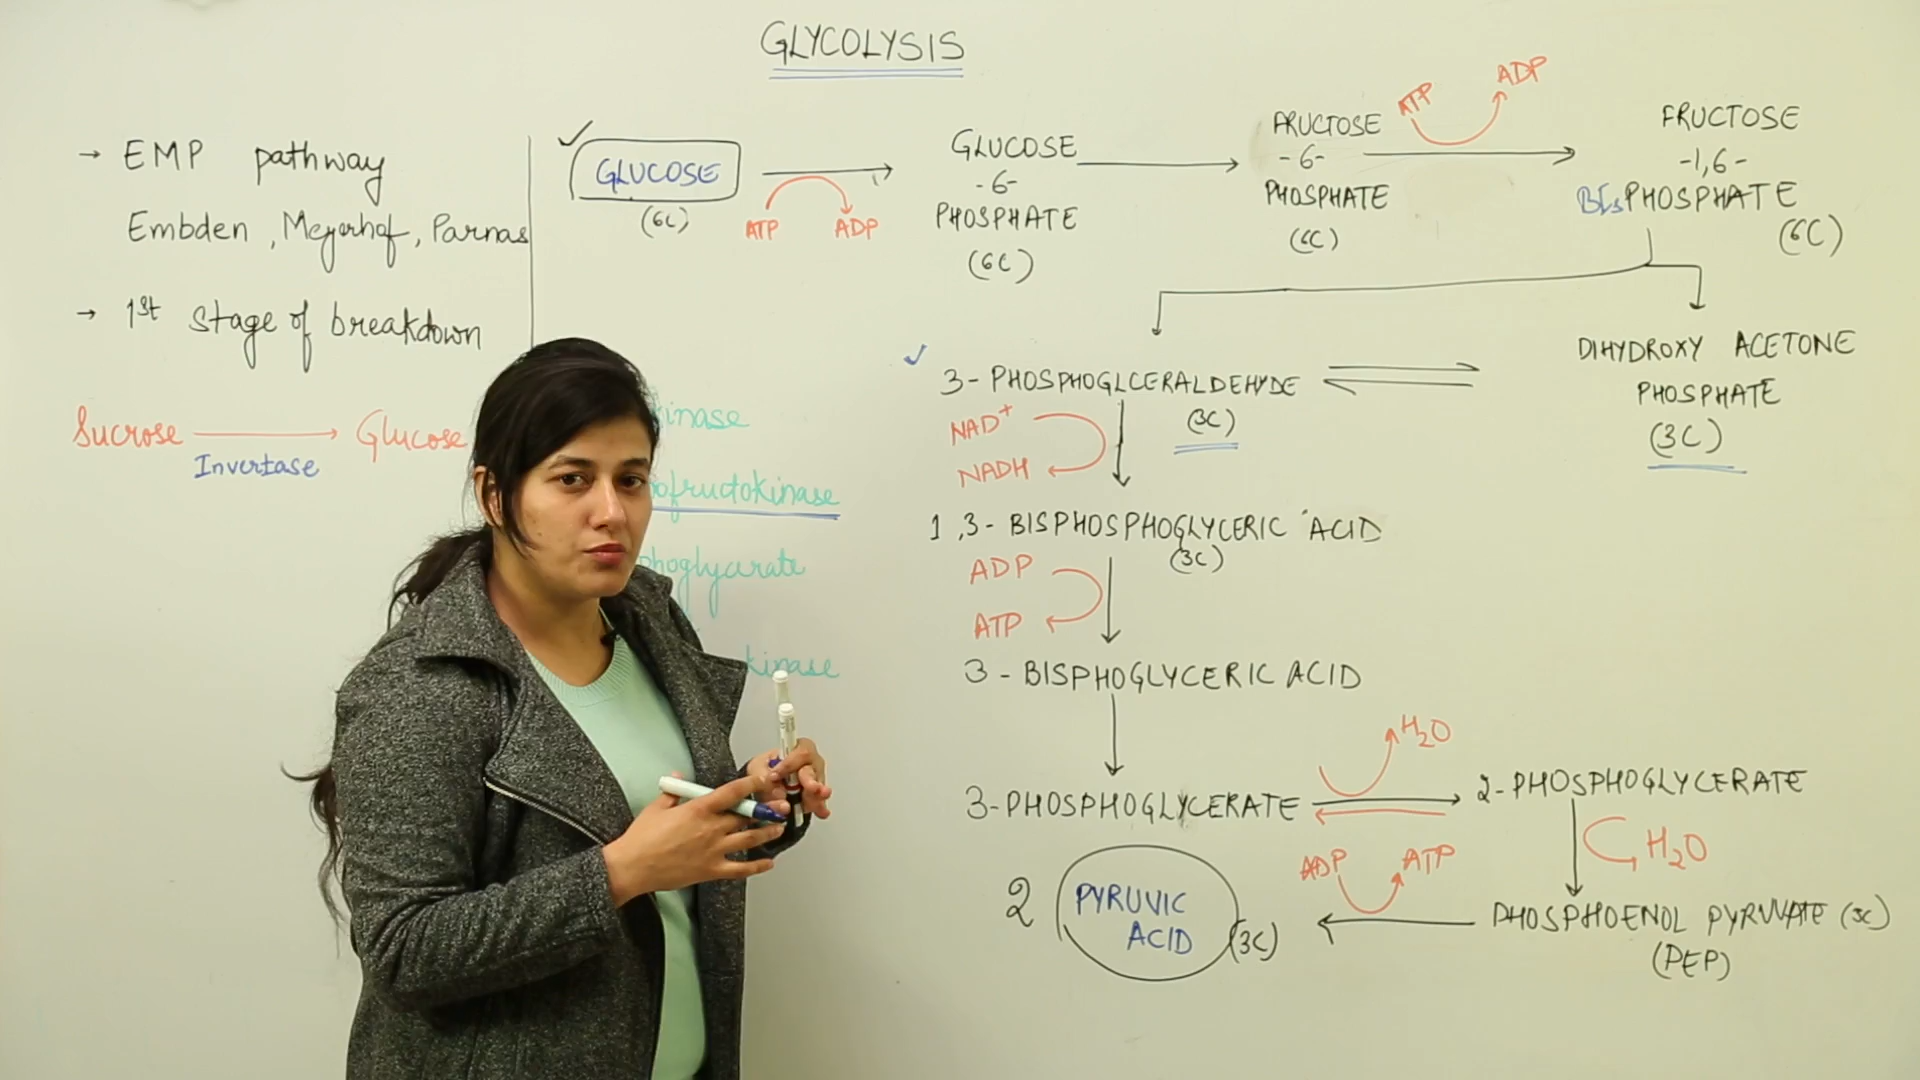 GLYCOLYSIS
→ EMP pathway
Embden, Meyerhof, Parnas
→ 1st stage of breakdown
Sucrose → Glucose
Invertase
GLUCOSE
(6C)
ATP ADP
GLUCOSE
-6-
PHOSPHATE
(6C)
FRUCTOSE
-6-
PHOSPHATE
(6C)
ATP ADP
FRUCTOSE
-1,6-
BISPHOSPHATE
(6C)
3-PHOSPHOGLCERALDEHYDE
(3C)
DIHYDROXY ACETONE
PHOSPHATE
(3C)
NAD+
NADH
1,3-BISPHOSPHOGLYCERIC ACID
(3C)
ADP
ATP
3-BISPHOGLYCERIC ACID
3-PHOSPHOGLYCERATE
H2O
2-PHOSPHOGLYCERATE
H2O
PHOSPHOENOL PYRUVATE (3C)
(PEP)
ADP ATP
2 PYRUVIC
ACID (3C)
kinase